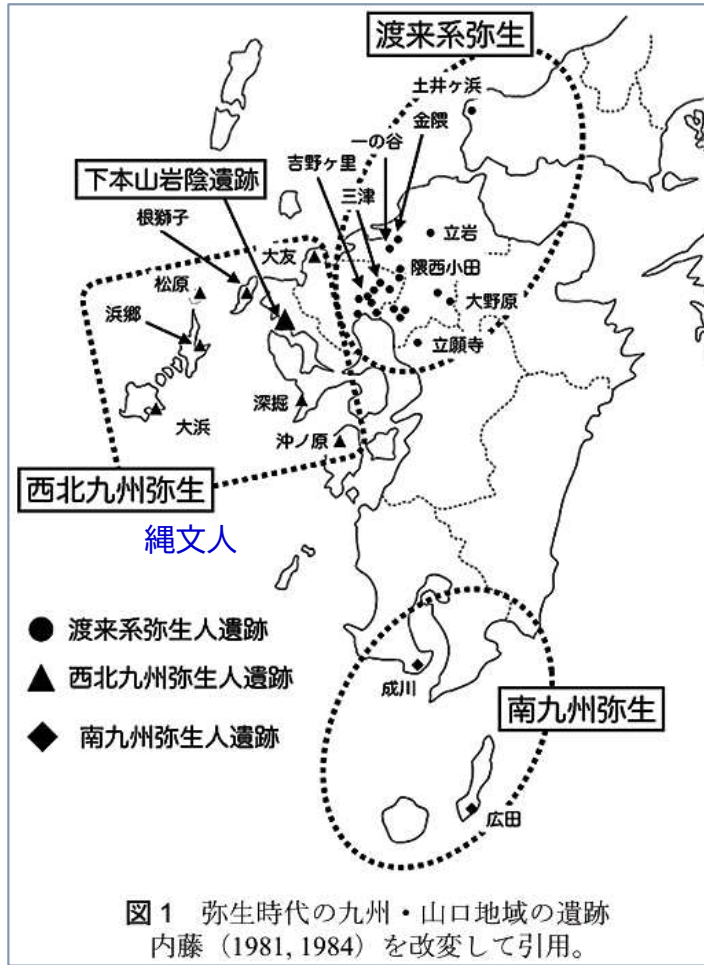 渡来系弥生
土井ヶ浜
金隈
一の谷
吉野ヶ里
三津
下本山岩陰遺跡
根獅子
大友
立岩
松原
隈西小田
浜郷
大野原
立願寺
深掘
大浜
沖ノ原
西北九州弥生
縄文人
● 渡来系弥生人遺跡
▲ 西北九州弥生人遺跡
成川
南九州弥生
◆ 南九州弥生人遺跡
広田
図1 弥生時代の九州・山口地域の遺跡
内藤（1981, 1984）を改変して引用。